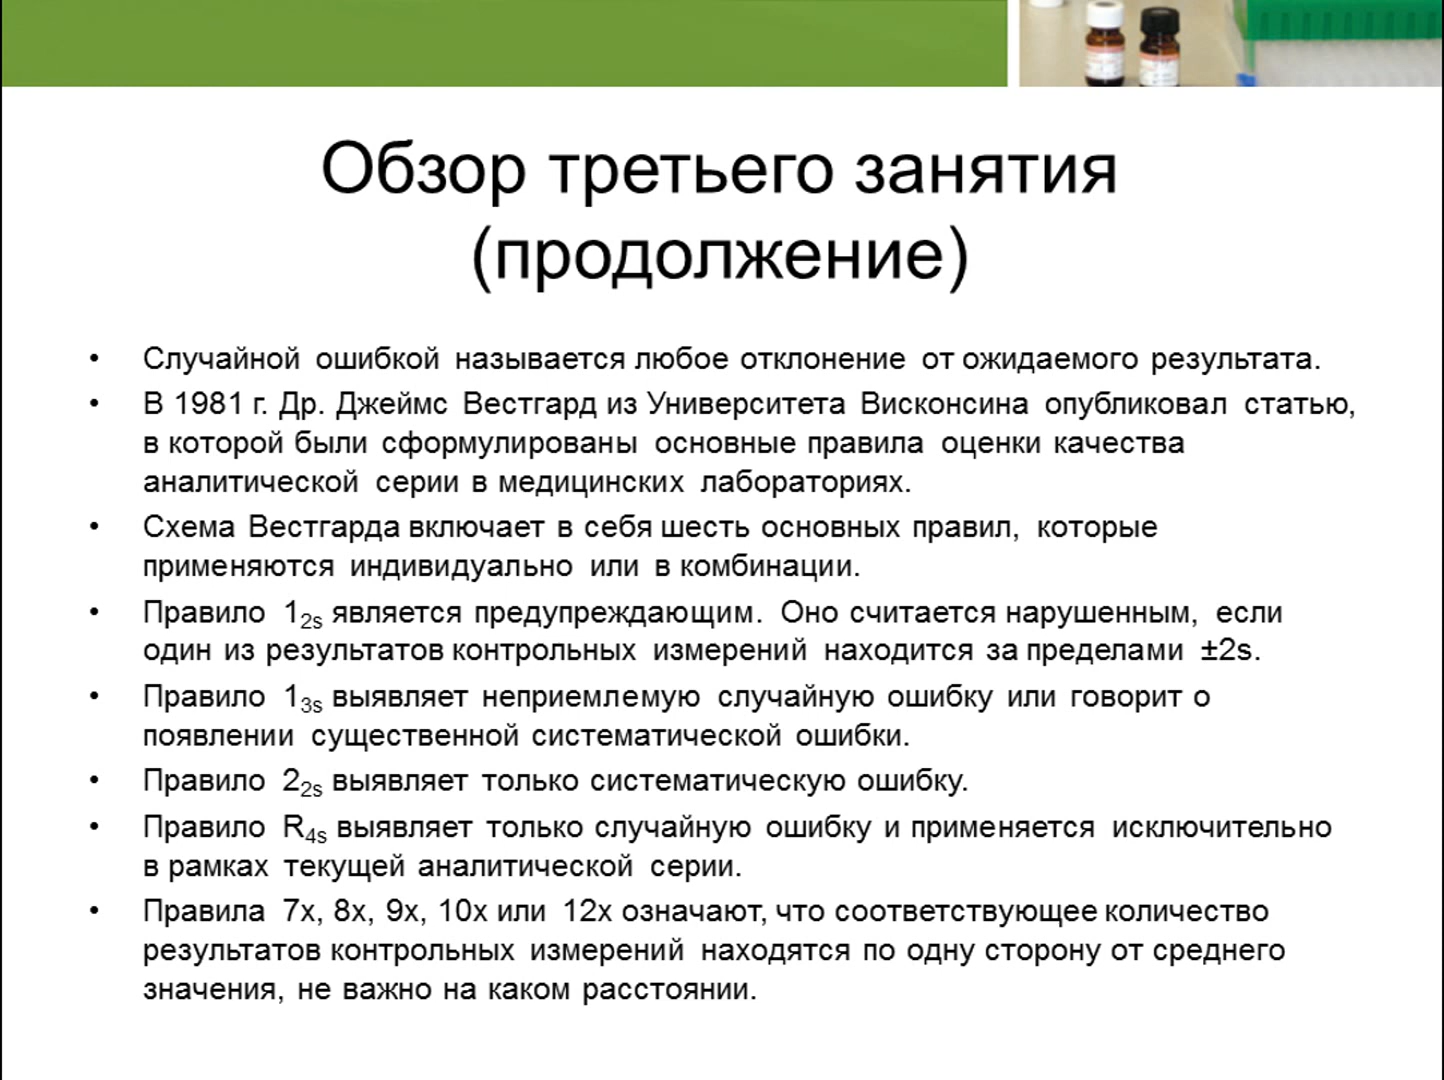 Обзор третьего занятия
(продолжение)
• Случайной ошибкой называется любое отклонение от ожидаемого результата.
• В 1981 г. Др. Джеймс Вестгард из Университета Висконсина опубликовал статью,
в которой были сформулированы основные правила оценки качества
аналитической серии в медицинских лабораториях.
• Схема Вестгарда включает в себя шесть основных правил, которые
применяются индивидуально или в комбинации.
• Правило 1₂ₛ является предупреждающим. Оно считается нарушенным, если
один из результатов контрольных измерений находится за пределами ±2s.
• Правило 1₃ₛ выявляет неприемлемую случайную ошибку или говорит о
появлении существенной систематической ошибки.
• Правило 2₂ₛ выявляет только систематическую ошибку.
• Правило R₄ₛ выявляет только случайную ошибку и применяется исключительно
в рамках текущей аналитической серии.
• Правила 7x, 8x, 9x, 10x или 12x означают, что соответствующее количество
результатов контрольных измерений находятся по одну сторону от среднего
значения, не важно на каком расстоянии.